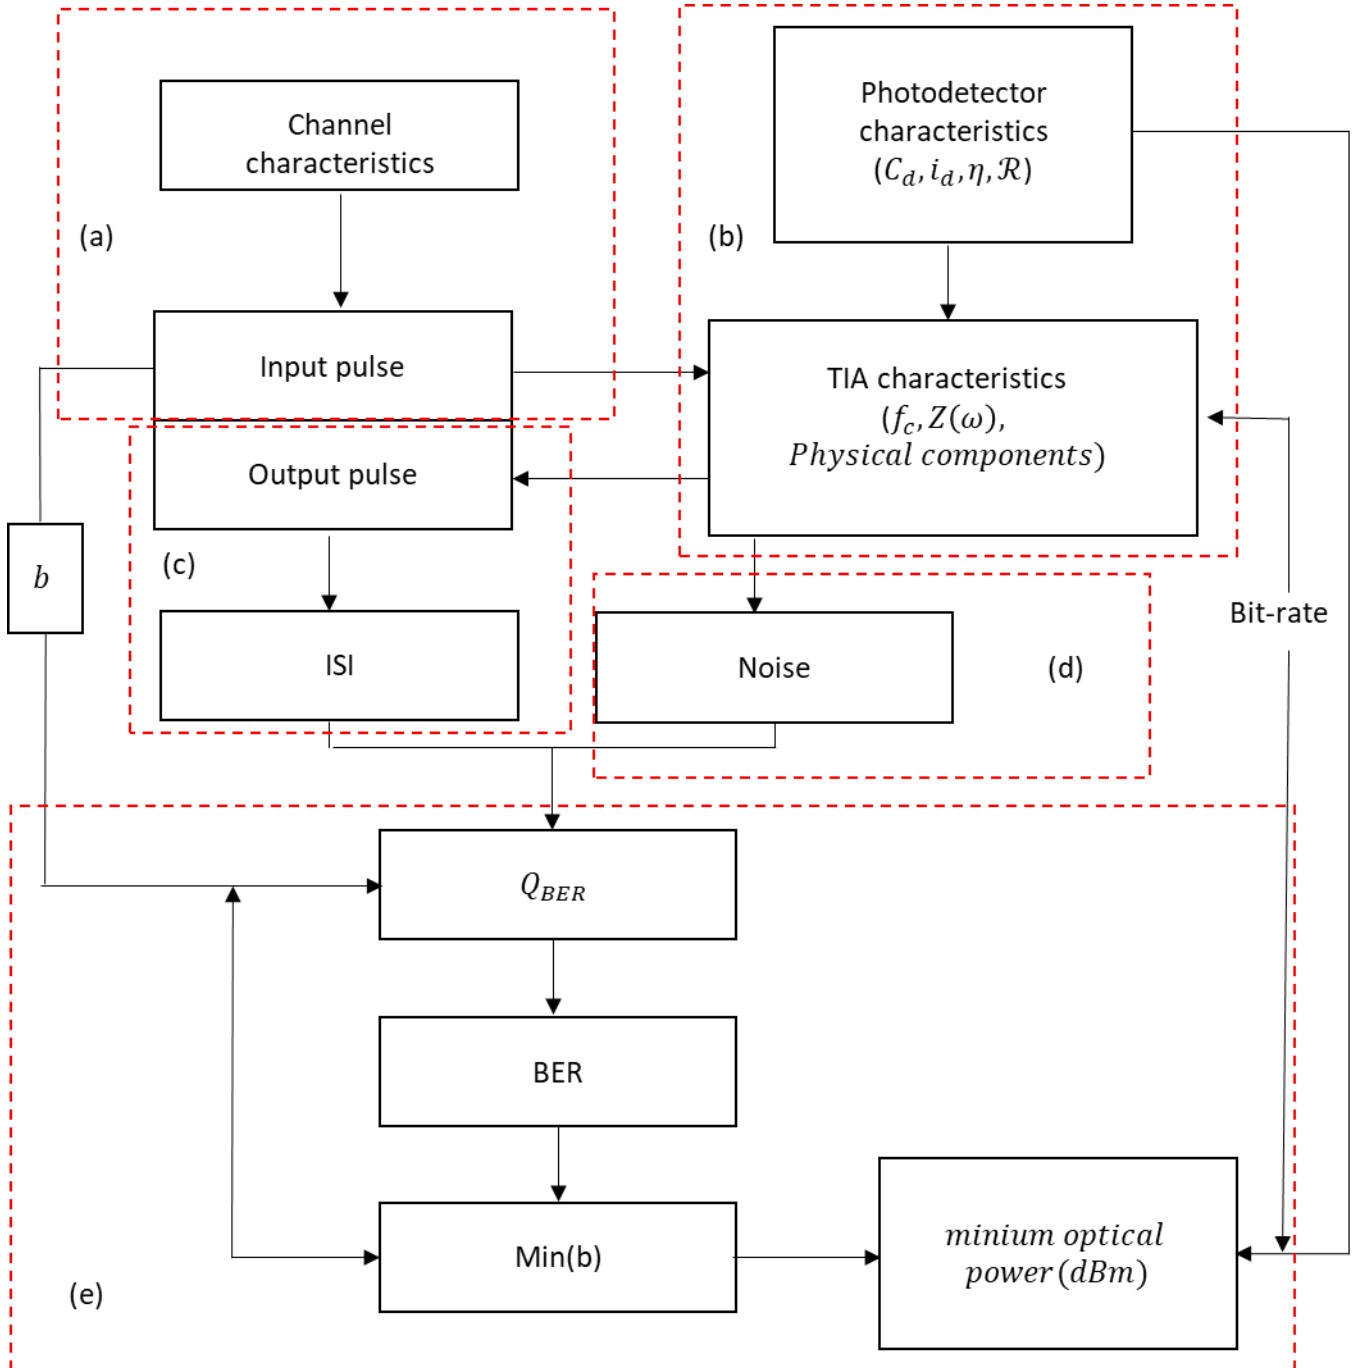 Channel
characteristics
(a)
Photodetector
characteristics
(C_d, i_d, η, ℛ)
(b)
Input pulse
TIA characteristics
(f_c, Z(ω),
Physical components)
Output pulse
(c)
b
ISI
Noise
(d)
Bit-rate
Q_BER
BER
Min(b)
minium optical
power(dBm)
(e)